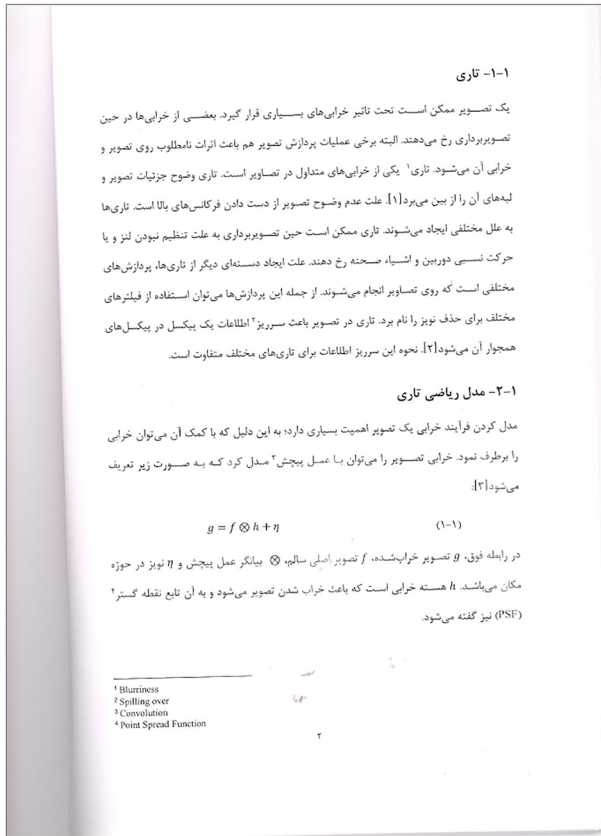 ۱-۱- تاری
یک تصویر ممکن است تحت تاثیر خرابی‌های بسیاری قرار گیرد. بعضی از خرابی‌ها در حین
تصویربرداری رخ می‌دهند. البته برخی عملیات پردازش تصویر هم باعث اثرات نامطلوب روی تصویر و
خرابی آن می‌شود. تاری۱ یکی از خرابی‌های متداول در تصاویر است. تاری وضوح جزئیات تصویر و
لبه‌های آن را از بین می‌برد[۱]. علت عدم وضوح تصویر از دست دادن فرکانس‌های بالا است. تاری‌ها
به علل مختلفی ایجاد می‌شوند. تاری ممکن است حین تصویربرداری به علت تنظیم نبودن لنز و یا
حرکت نسبی دوربین و اشیاء صحنه رخ دهند. علت ایجاد دسته‌ای دیگر از تاری‌ها، پردازش‌های
مختلفی است که روی تصاویر انجام می‌شوند. از جمله این پردازش‌ها می‌توان استفاده از فیلترهای
مختلف برای حذف نویز را نام برد. تاری در تصویر باعث سرریز۲ اطلاعات یک پیکسل در پیکسل‌های
همجوار آن می‌شود[۲]. نحوه این سرریز اطلاعات برای تاری‌های مختلف متفاوت است.
۱-۲- مدل ریاضی تاری
مدل کردن فرآیند خرابی یک تصویر اهمیت بسیاری دارد؛ به این دلیل که با کمک آن می‌توان خرابی
را برطرف نمود. خرابی تصویر را می‌توان با عمل پیچش۳ مدل کرد که به صورت زیر تعریف
می‌شود[۳]:
(۱-۱) g = f ⊗ h + η
در رابطه فوق، g تصویر خراب‌شده، f تصویر اصلی سالم، ⊗ بیانگر عمل پیچش و η نویز در حوزه
مکان می‌باشد. h هسته خرابی است که باعث خراب شدن تصویر می‌شود و به آن تابع نقطه گستر۴
(PSF) نیز گفته می‌شود.
1 Blurriness
2 Spilling over
3 Convolution
4 Point Spread Function
۲